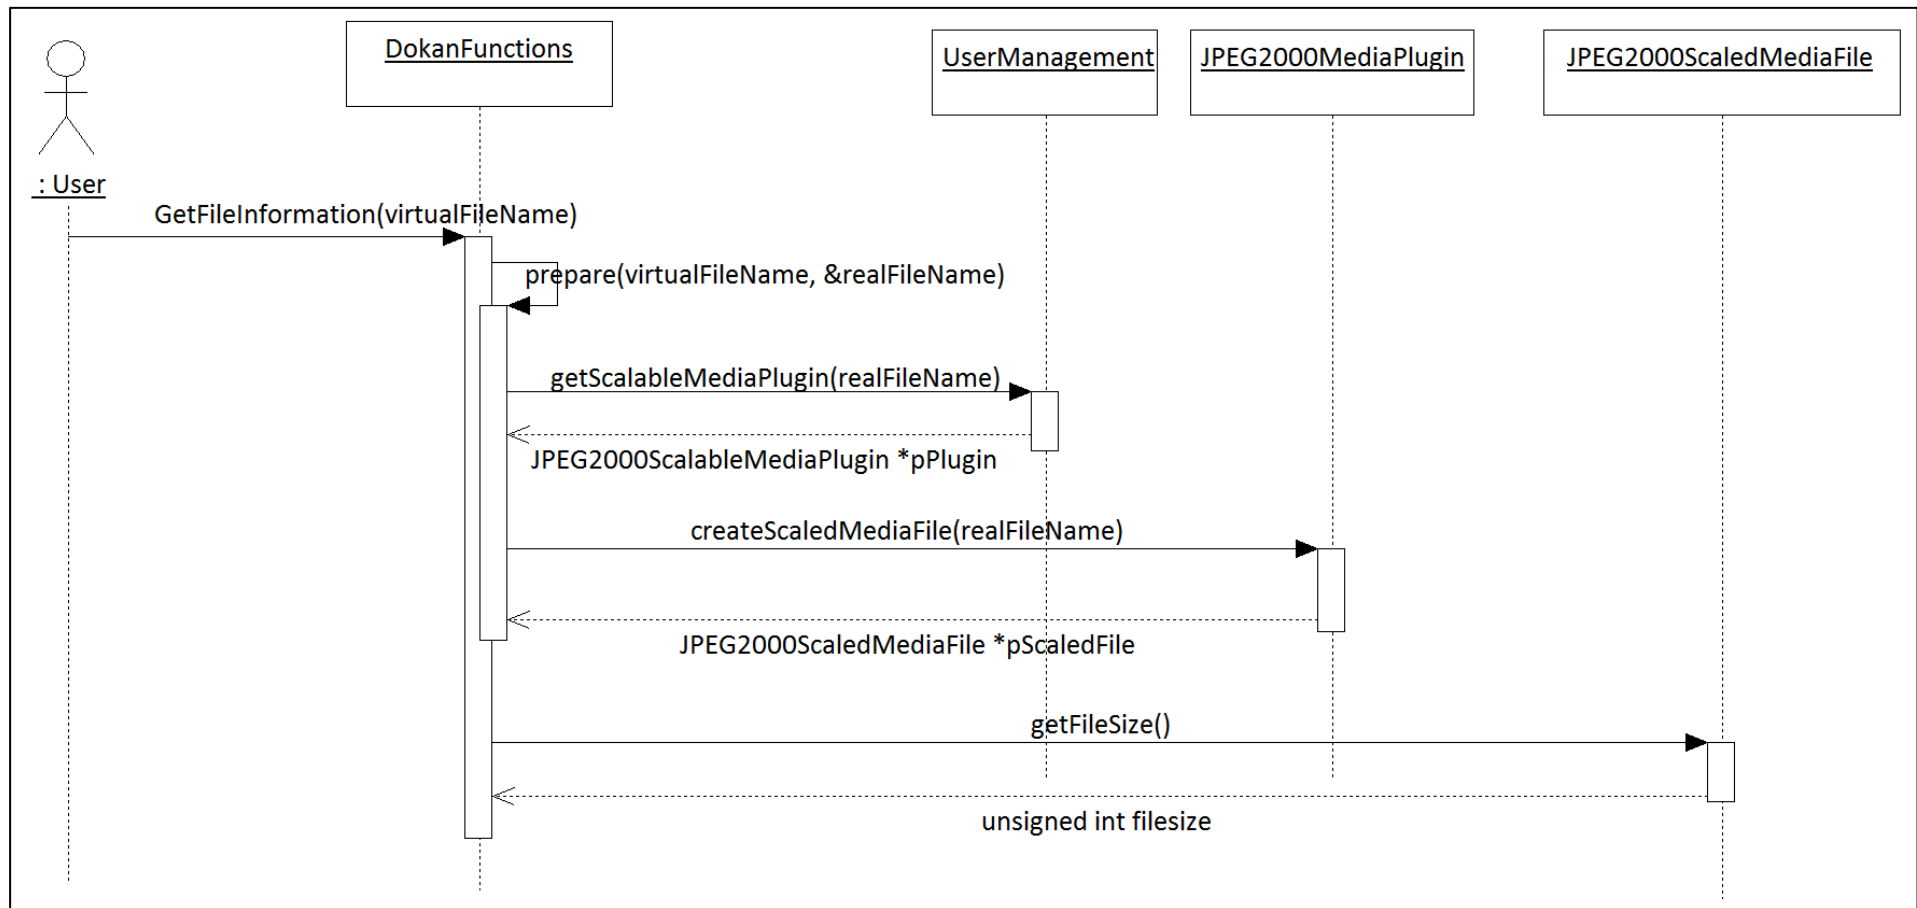 DokanFunctions
UserManagement
JPEG2000MediaPlugin
JPEG2000ScaledMediaFile
: User
GetFileInformation(virtualFileName)
prepare(virtualFileName, &realFileName)
getScalableMediaPlugin(realFileName)
JPEG2000ScalableMediaPlugin *pPlugin
createScaledMediaFile(realFileName)
JPEG2000ScaledMediaFile *pScaledFile
getFileSize()
unsigned int filesize